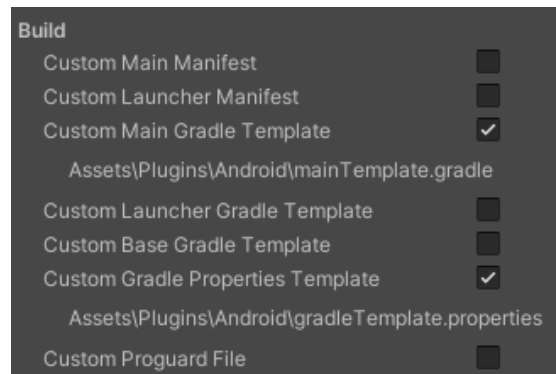 Build
Custom Main Manifest
Custom Launcher Manifest
Custom Main Gradle Template
Assets\Plugins\Android\mainTemplate.gradle
Custom Launcher Gradle Template
Custom Base Gradle Template
Custom Gradle Properties Template
Assets\Plugins\Android\gradleTemplate.properties
Custom Proguard File